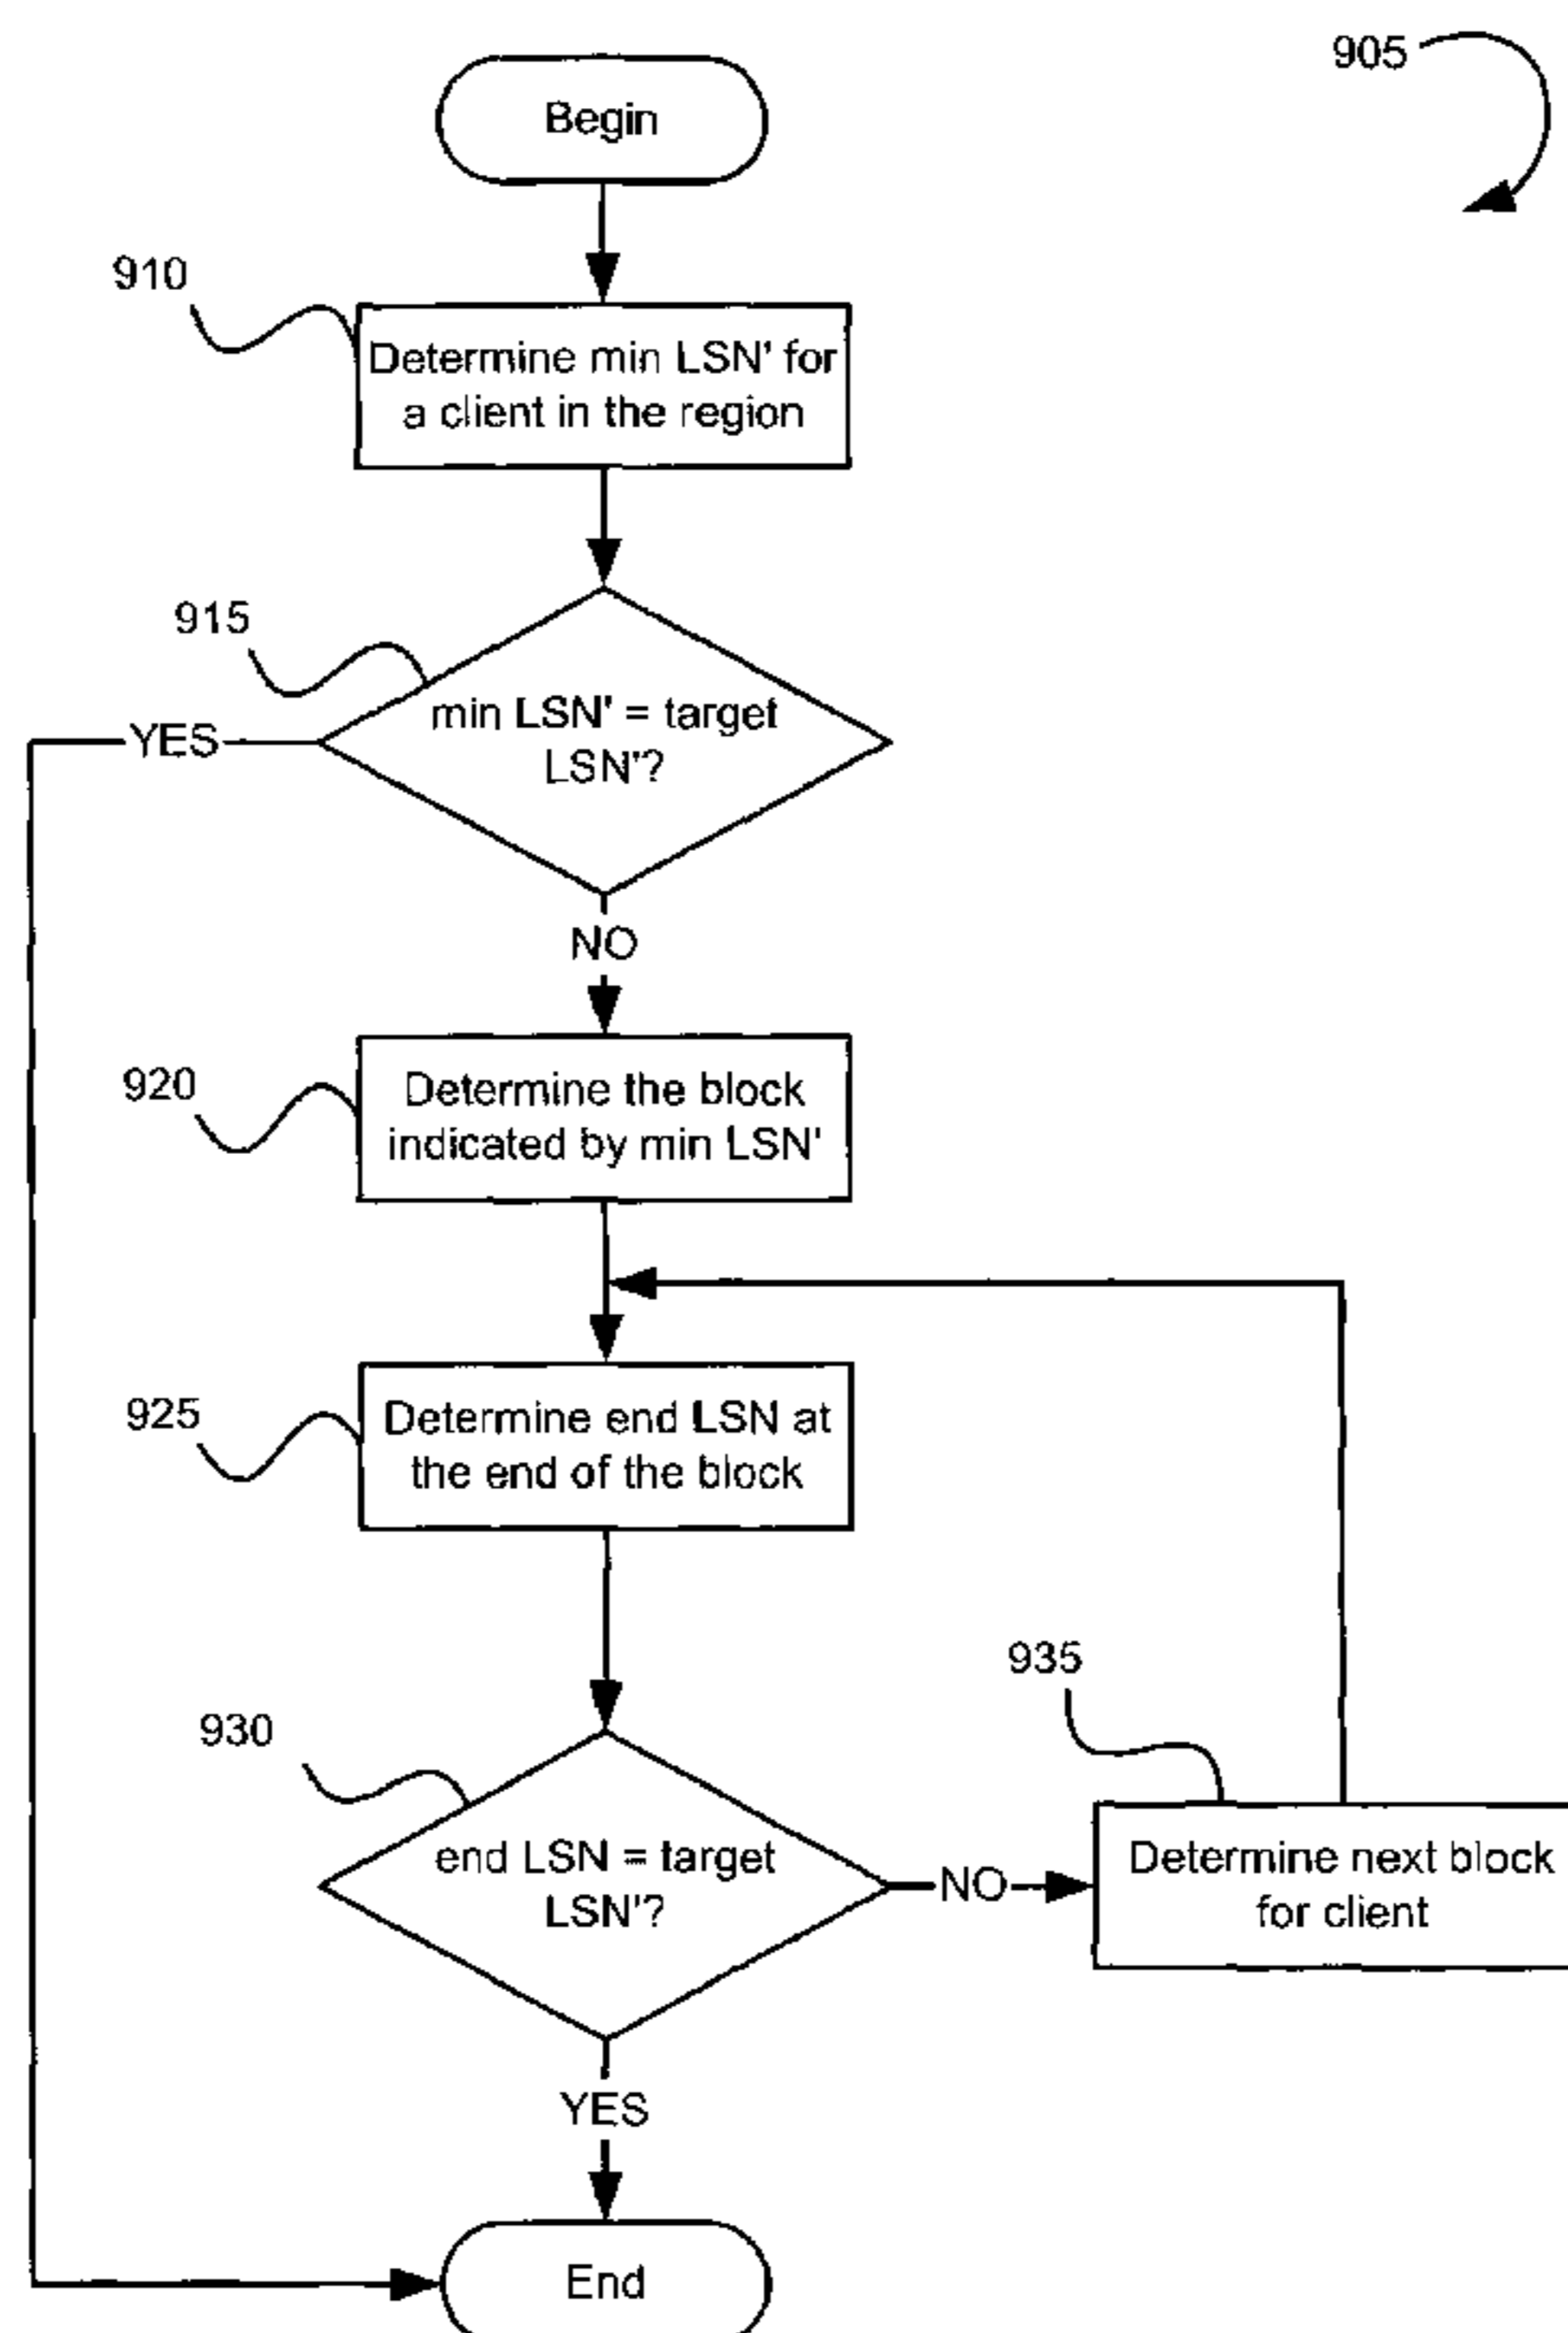 905
Begin
910
Determine min LSN' for
a client in the region
915
min LSN' = target
LSN'?
YES
NO
920
Determine the block
indicated by min LSN'
925
Determine end LSN at
the end of the block
930
end LSN = target
LSN'?
NO
935
Determine next block
for client
YES
End